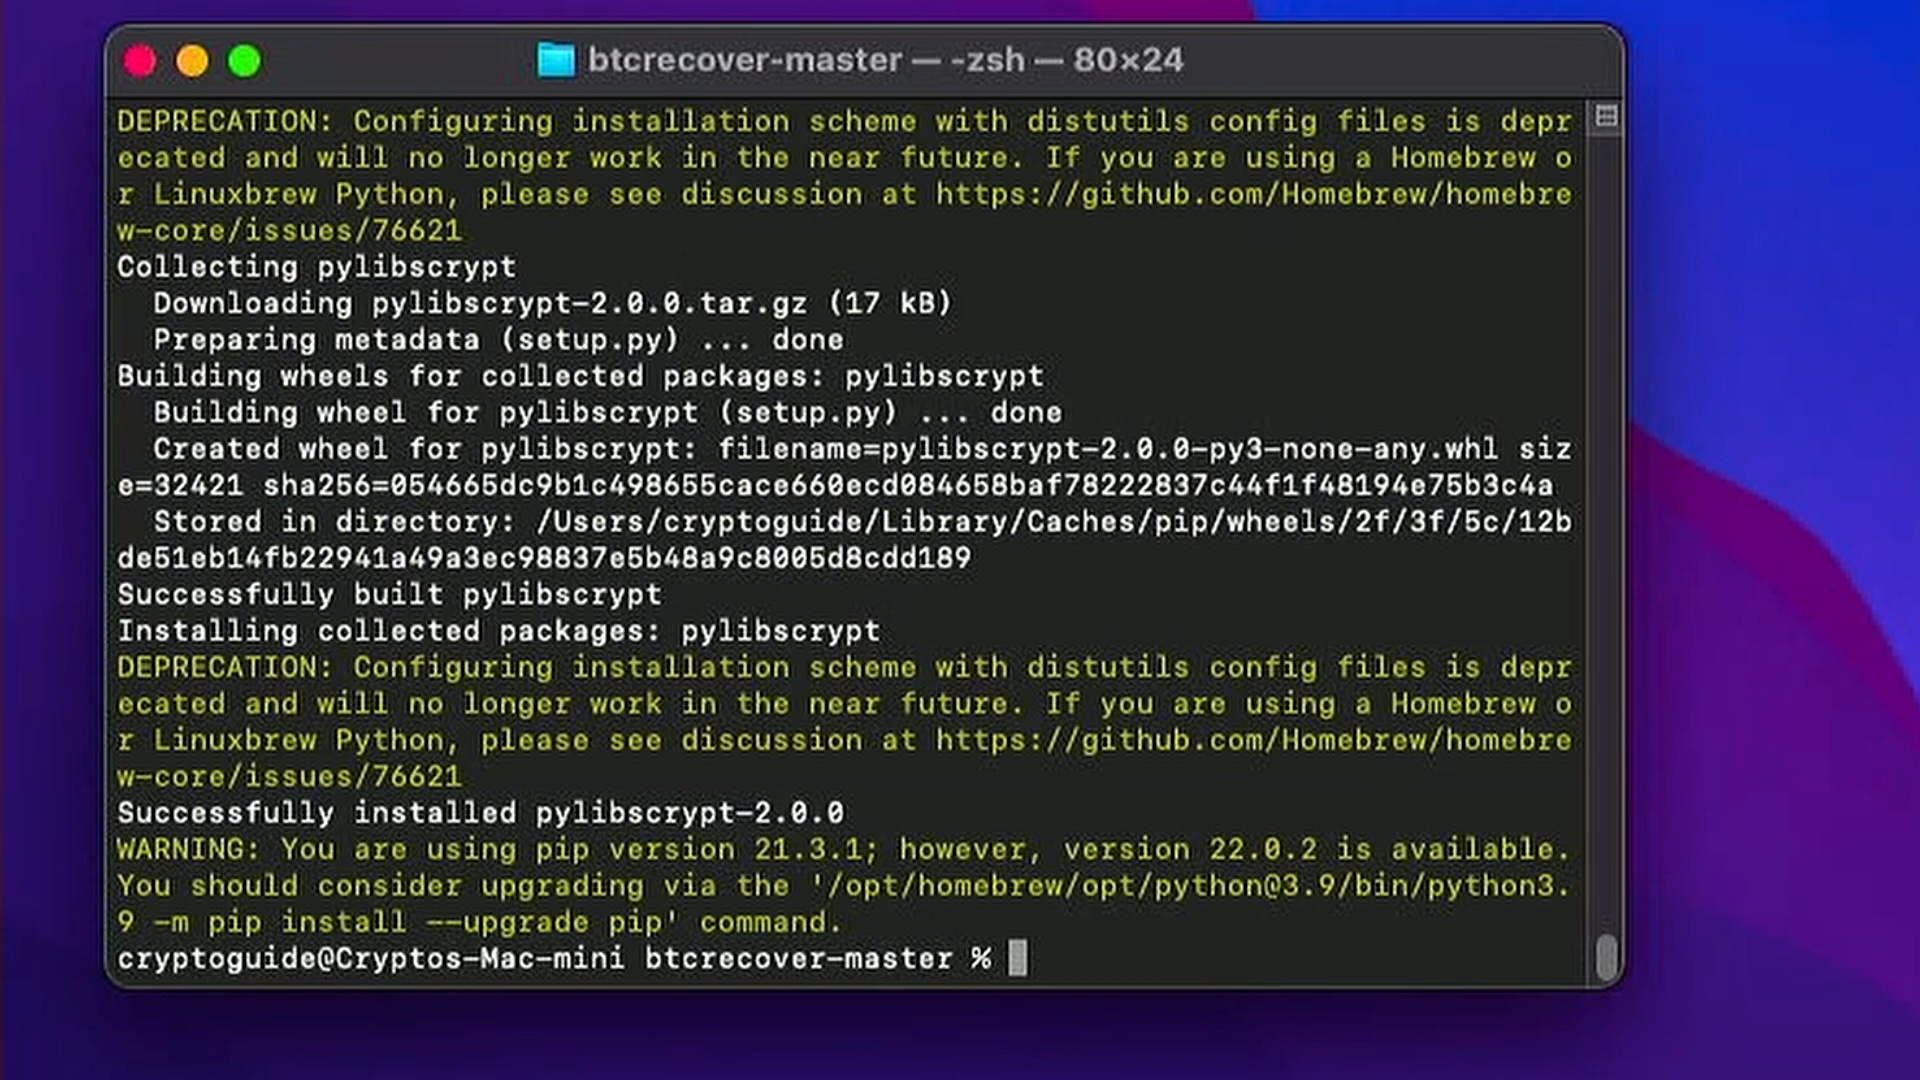 btcrecover-master — -zsh — 80×24
DEPRECATION: Configuring installation scheme with distutils config files is depr
ecated and will no longer work in the near future. If you are using a Homebrew o
r Linuxbrew Python, please see discussion at https://github.com/Homebrew/homebre
w-core/issues/76621
Collecting pylibscrypt
  Downloading pylibscrypt-2.0.0.tar.gz (17 kB)
  Preparing metadata (setup.py) ... done
Building wheels for collected packages: pylibscrypt
  Building wheel for pylibscrypt (setup.py) ... done
  Created wheel for pylibscrypt: filename=pylibscrypt-2.0.0-py3-none-any.whl siz
e=32421 sha256=054665dc9b1c498655cace660ecd084658baf78222837c44f1f48194e75b3c4a
  Stored in directory: /Users/cryptoguide/Library/Caches/pip/wheels/2f/3f/5c/12b
de51eb14fb22941a49a3ec98837e5b48a9c8005d8cdd189
Successfully built pylibscrypt
Installing collected packages: pylibscrypt
DEPRECATION: Configuring installation scheme with distutils config files is depr
ecated and will no longer work in the near future. If you are using a Homebrew o
r Linuxbrew Python, please see discussion at https://github.com/Homebrew/homebre
w-core/issues/76621
Successfully installed pylibscrypt-2.0.0
WARNING: You are using pip version 21.3.1; however, version 22.0.2 is available.
You should consider upgrading via the '/opt/homebrew/opt/python@3.9/bin/python3.
9 -m pip install --upgrade pip' command.
cryptoguide@Cryptos-Mac-mini btcrecover-master %